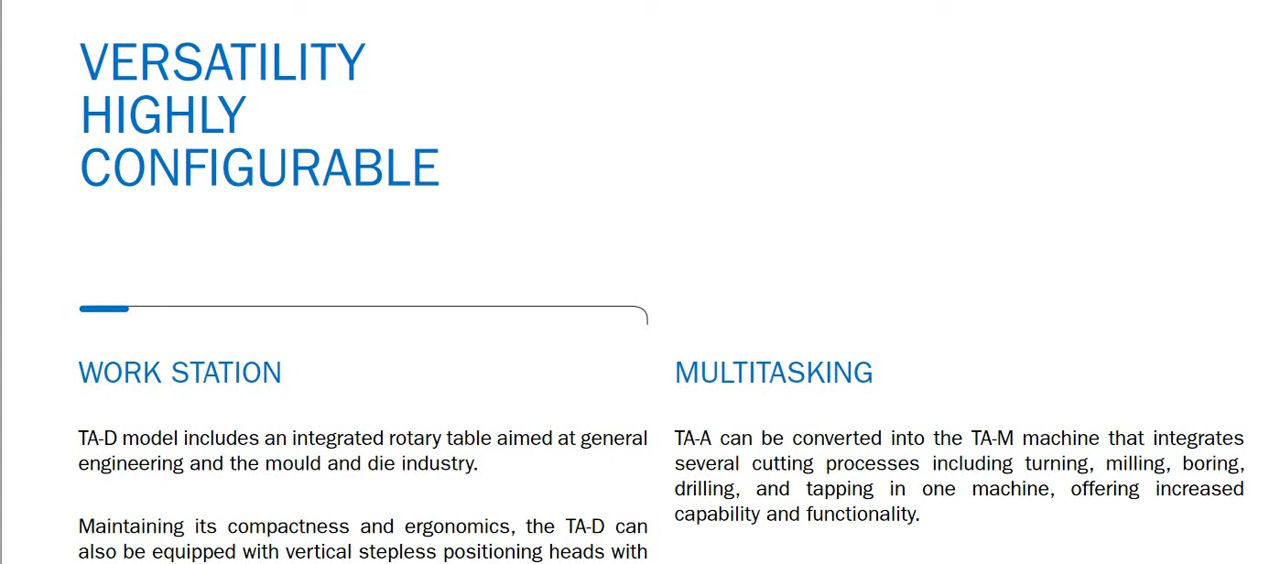 VERSATILITY
HIGHLY
CONFIGURABLE
WORK STATION
TA-D model includes an integrated rotary table aimed at general
engineering and the mould and die industry.
Maintaining its compactness and ergonomics, the TA-D can
also be equipped with vertical stepless positioning heads with
MULTITASKING
TA-A can be converted into the TA-M machine that integrates
several cutting processes including turning, milling, boring,
drilling, and tapping in one machine, offering increased
capability and functionality.